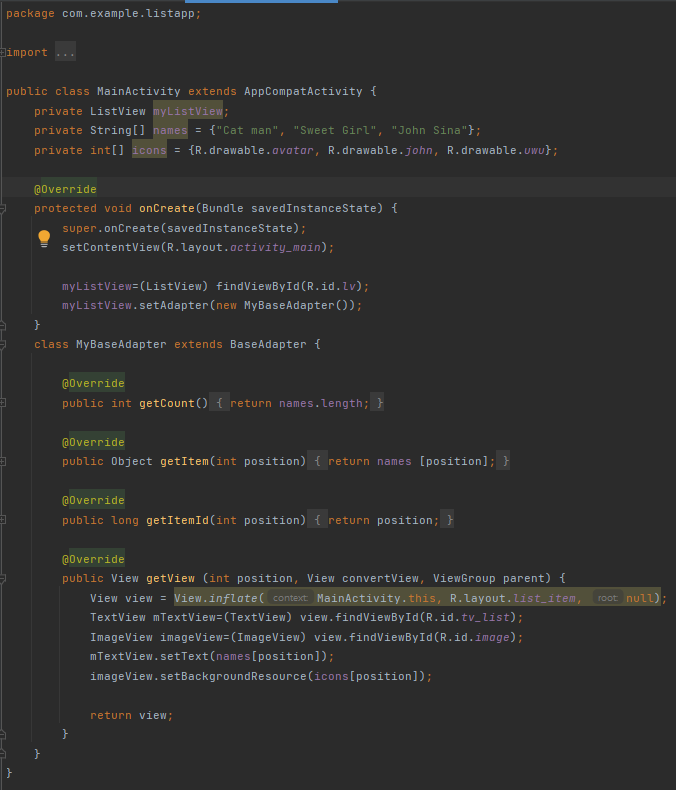 package com.example.listapp;
import ...
public class MainActivity extends AppCompatActivity {
private ListView myListView;
private String[] names = {"Cat man", "Sweet Girl", "John Sina"};
private int[] icons = {R.drawable.avatar, R.drawable.john, R.drawable.uwu};
@Override
protected void onCreate(Bundle savedInstanceState) {
super.onCreate(savedInstanceState);
setContentView(R.layout.activity_main);
myListView=(ListView) findViewById(R.id.lv);
myListView.setAdapter(new MyBaseAdapter());
}
class MyBaseAdapter extends BaseAdapter {
@Override
public int getCount() { return names.length; }
@Override
public Object getItem(int position) { return names [position]; }
@Override
public long getItemId(int position) { return position; }
@Override
public View getView (int position, View convertView, ViewGroup parent) {
View view = View.inflate( context: MainActivity.this, R.layout.list_item, root: null);
TextView mTextView=(TextView) view.findViewById(R.id.tv_list);
ImageView imageView=(ImageView) view.findViewById(R.id.image);
mTextView.setText(names[position]);
imageView.setBackgroundResource(icons[position]);
return view;
}
}
}